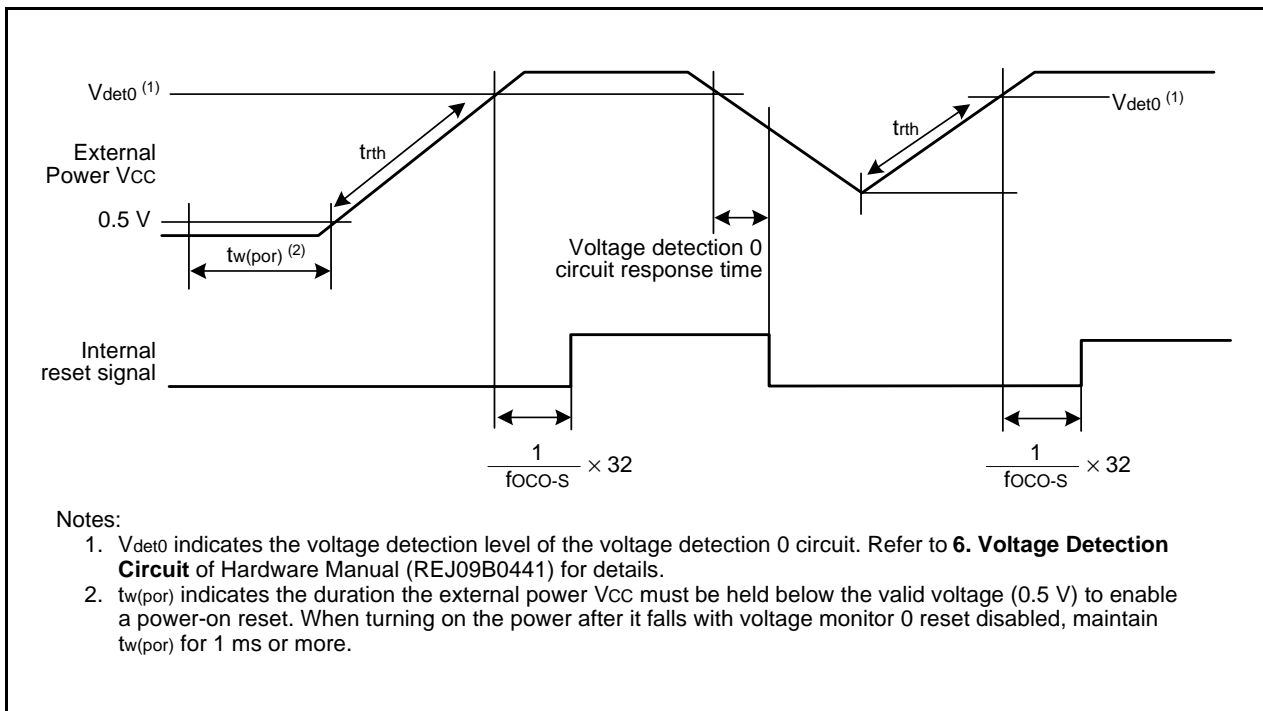 Vdet0 (1)
External
Power VCC
0.5 V
tw(por) (2)
trth
Voltage detection 0
circuit response time
trth
Vdet0 (1)
Internal
reset signal
1
fOCO-S
× 32
1
fOCO-S
× 32
Notes:
1. Vdet0 indicates the voltage detection level of the voltage detection 0 circuit. Refer to 6. Voltage Detection
Circuit of Hardware Manual (REJ09B0441) for details.
2. tw(por) indicates the duration the external power VCC must be held below the valid voltage (0.5 V) to enable
a power-on reset. When turning on the power after it falls with voltage monitor 0 reset disabled, maintain
tw(por) for 1 ms or more.